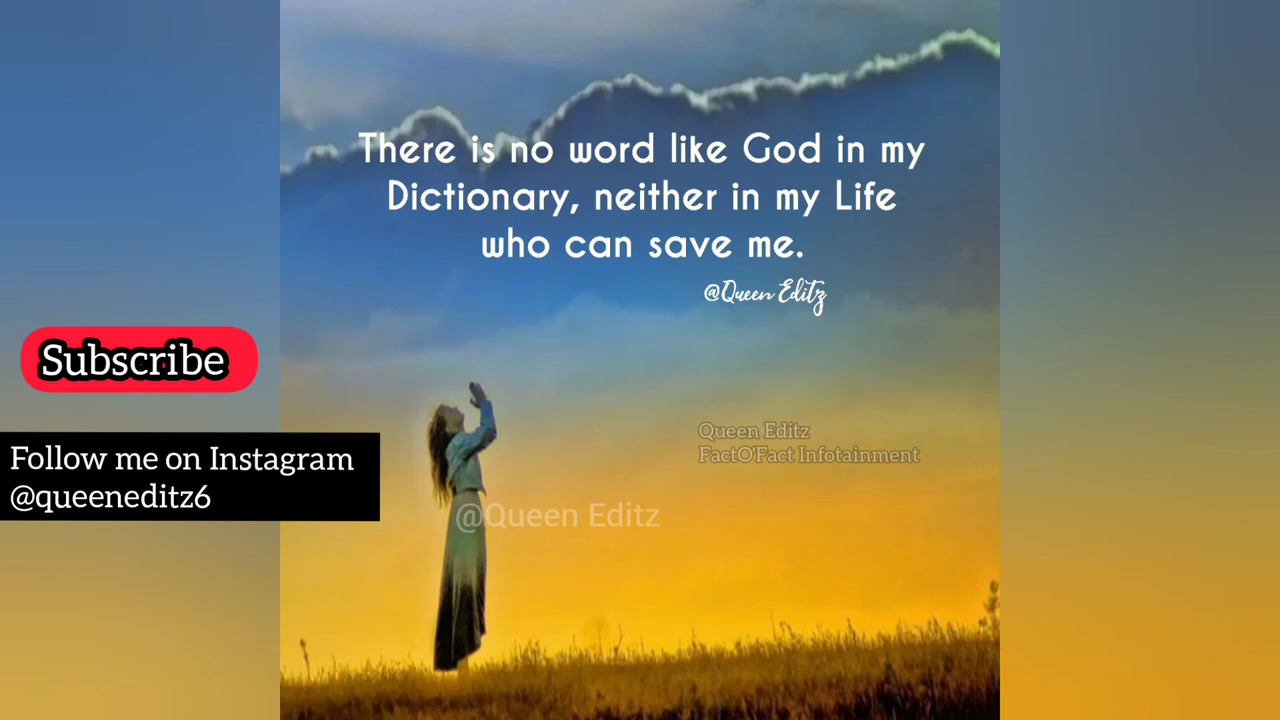 There is no word like God in my
Dictionary, neither in my Life
who can save me.
@Queen Editz
Subscribe
Queen Editz
FactO'Fact Infotainment
Follow me on Instagram
@queeneditz6
@Queen Editz